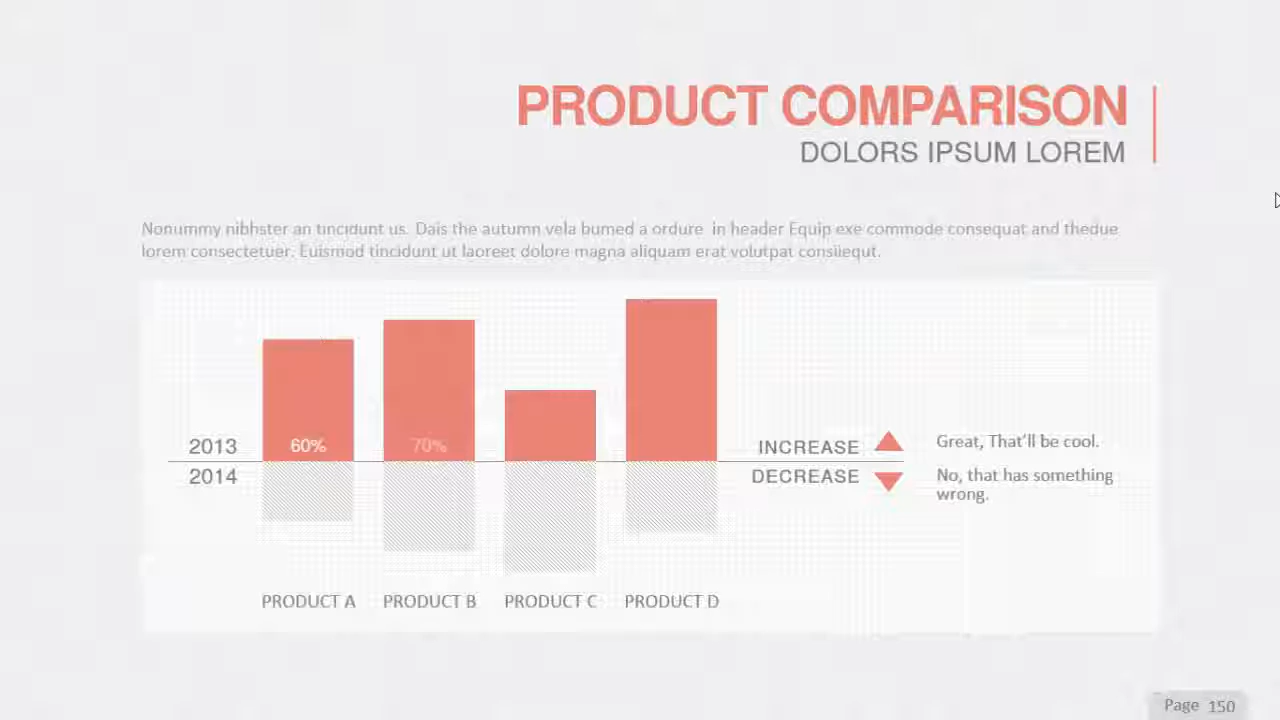 PRODUCT COMPARISON
DOLORS IPSUM LOREM
Nonummy nibhster an tincidunt us. Dais the autumn vela bumed a ordure in header Equip exe commode consequat and thedue
lorem consectetuer. Euismod tincidunt ut laoreet dolore magna aliquam erat volutpat consiiequt.
2013
60%
70%
INCREASE
Great, That'll be cool.
2014
DECREASE
No, that has something
wrong.
PRODUCT A
PRODUCT B
PRODUCT C
PRODUCT D
Page 150